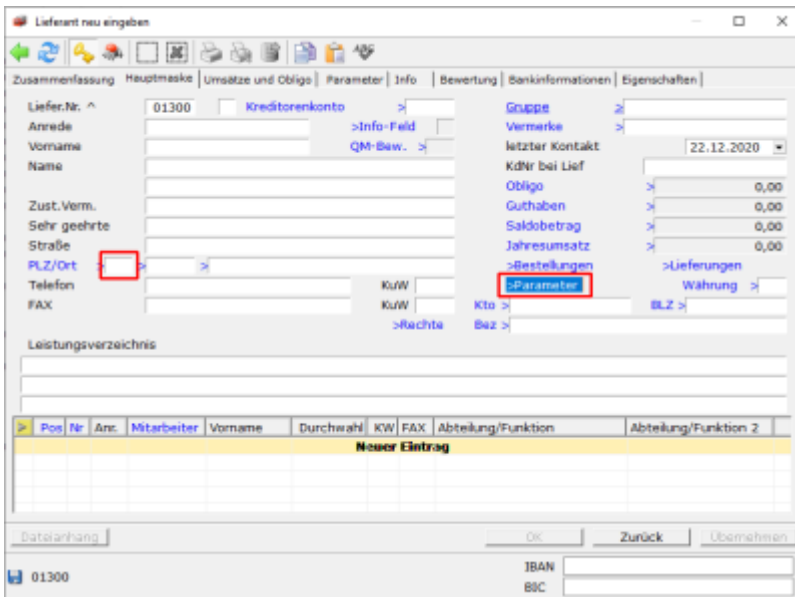 Lieferant neu eingeben
Zusammenfassung Hauptmaske Umsätze und Obligo Parameter Info Bewertung Bankinformationen Eigenschaften
Liefer.Nr. ^ 01300 Kreditorenkonto > Gruppe >
Anrede >Info-Feld Vermerke >
Vorname QM-Bew. > letzter Kontakt 22.12.2020
Name KdNr bei Lief
Obligo > 0,00
Zust.Verm. Guthaben > 0,00
Sehr geehrte Saldobetrag > 0,00
Straße Jahresumsatz > 0,00
PLZ/Ort > > > >Bestellungen >Lieferungen
Telefon KuW >Parameter Währung >
FAX KuW Kto > BLZ >
>Rechte Bez >
Leistungsverzeichnis
> Pos Nr Anr. Mitarbeiter Vorname Durchwahl KW FAX Abteilung/Funktion Abteilung/Funktion 2
Neuer Eintrag
Dateianhang OK Zurück Übernehmen
01300 IBAN
BIC